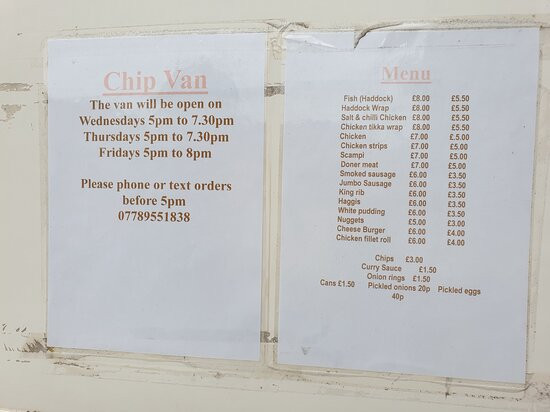 Chip Van
The van will be open on
Wednesdays 5pm to 7.30pm
Thursdays 5pm to 7.30pm
Fridays 5pm to 8pm
Please phone or text orders
before 5pm
07789551838
Menu
Fish (Haddock) £8.00 £5.50
Haddock Wrap £8.00 £5.50
Salt & chilli Chicken £8.00 £5.50
Chicken tikka wrap £8.00 £5.50
Chicken £7.00 £5.00
Chicken strips £7.00 £5.00
Scampi £7.00 £5.00
Doner meat £7.00 £5.00
Smoked sausage £6.00 £3.50
Jumbo Sausage £6.00 £3.50
King rib £6.00 £3.50
Haggis £6.00 £3.50
White pudding £6.00 £3.50
Nuggets £5.00 £3.00
Cheese Burger £6.00 £4.00
Chicken fillet roll £6.00 £4.00
Chips £3.00
Curry Sauce £1.50
Onion rings £1.50
Cans £1.50 Pickled onions 20p Pickled eggs
40p